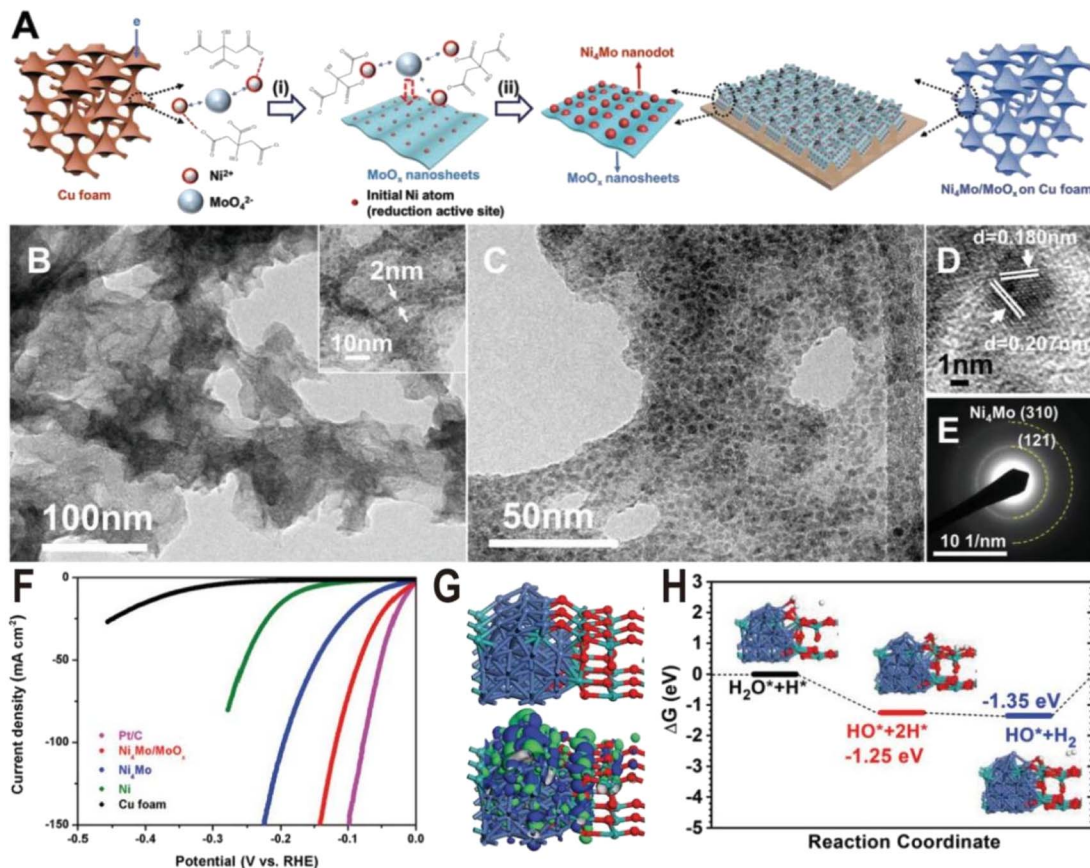 A
e
(i)
(ii)
Ni₄Mo nanodot
Cu foam
Ni²⁺
MoO₄²⁻
MoOₓ nanosheets
Initial Ni atom
(reduction active site)
MoOₓ nanosheets
Ni₄Mo/MoOₓ on Cu foam
B
2nm
10nm
100nm
C
50nm
D
d=0.180nm
d=0.207nm
1nm
E
Ni₄Mo (310)
(121)
10 1/nm
F
0
-50
-100
-150
Current density (mA cm⁻²)
Pt/C
Ni₄Mo/MoOₓ
Ni₄Mo
Ni
Cu foam
-0.5 -0.4 -0.3 -0.2 -0.1 0.0
Potential (V vs. RHE)
G
H
3
2
1
0
-1
-2
-3
-4
-5
ΔG (eV)
H₂O*+H*
HO*+2H*
-1.25 eV
-1.35 eV
HO*+H₂
Reaction Coordinate